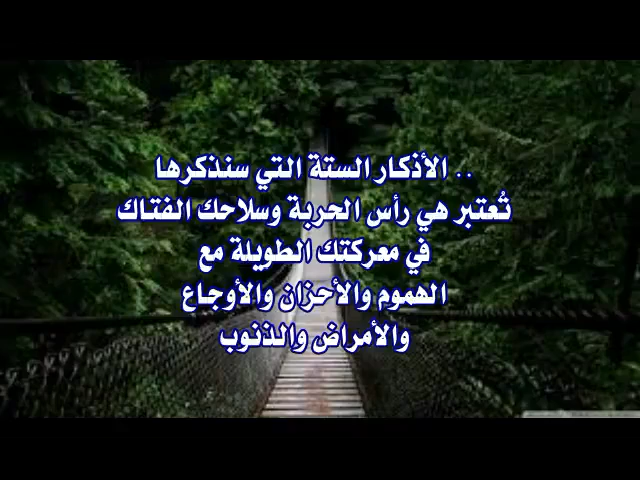 .. الأذكار الستة التي سنذكرها
تُعتبر هي رأس الحربة وسلاحك الفتاك
في معركتك الطويلة مع
الهموم والأحزان والأوجاع
والأمراض والذنوب